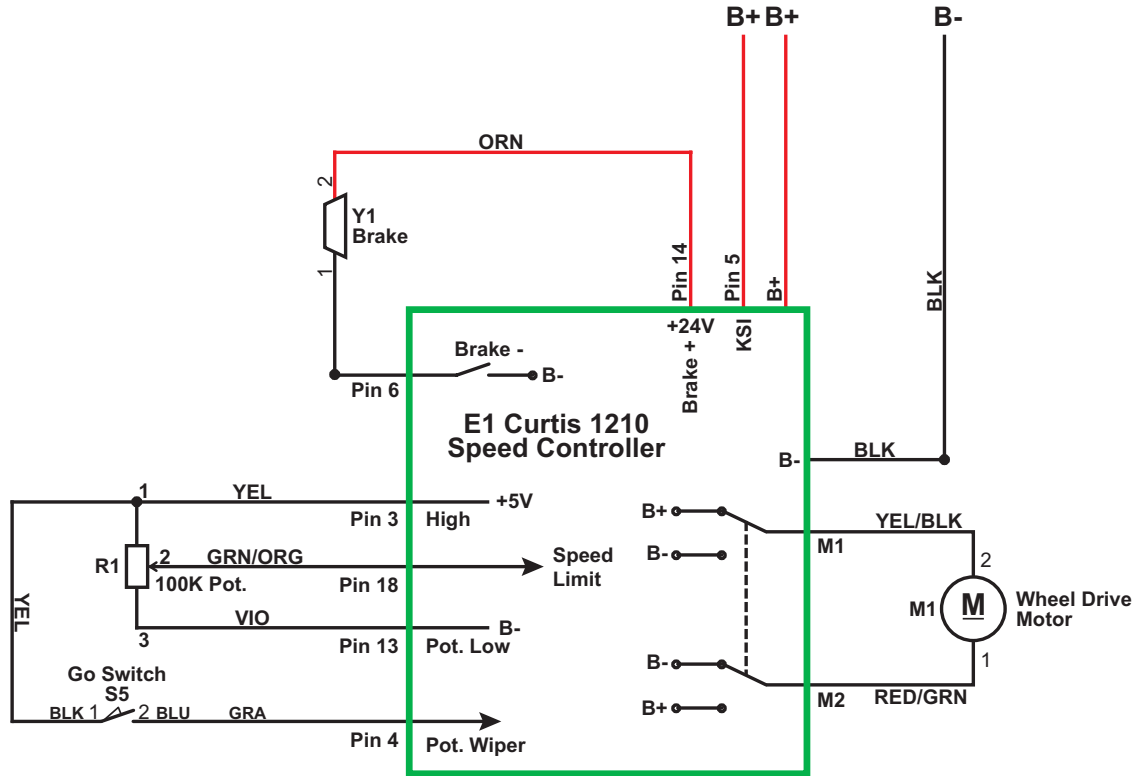 B+ B+ B-
ORN
2
Y1
Brake
1
Pin 14
Pin 5
B+
BLK
+24V
Brake +
KSI
Brake -
B-
Pin 6
E1 Curtis 1210
Speed Controller
B-
BLK
1
YEL
+5V
Pin 3
High
B+
YEL/BLK
M1
R1
2
GRN/ORG
100K Pot.
Pin 18
Speed
Limit
B-
2
M1
M
Wheel Drive
Motor
1
YEL
VIO
3
B-
Pin 13
Pot. Low
B-
Go Switch
S5
RED/GRN
M2
BLK 1 2 BLU
GRA
B+
Pin 4
Pot. Wiper